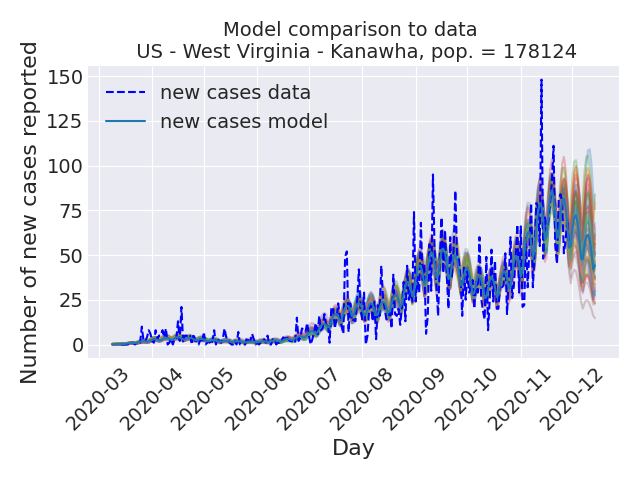 Model comparison to data
US - West Virginia - Kanawha, pop. = 178124
Number of new cases reported
150
125
100
75
50
25
0
new cases data
new cases model
2020-03
2020-04
2020-05
2020-06
2020-07
2020-08
2020-09
2020-10
2020-11
2020-12
Day